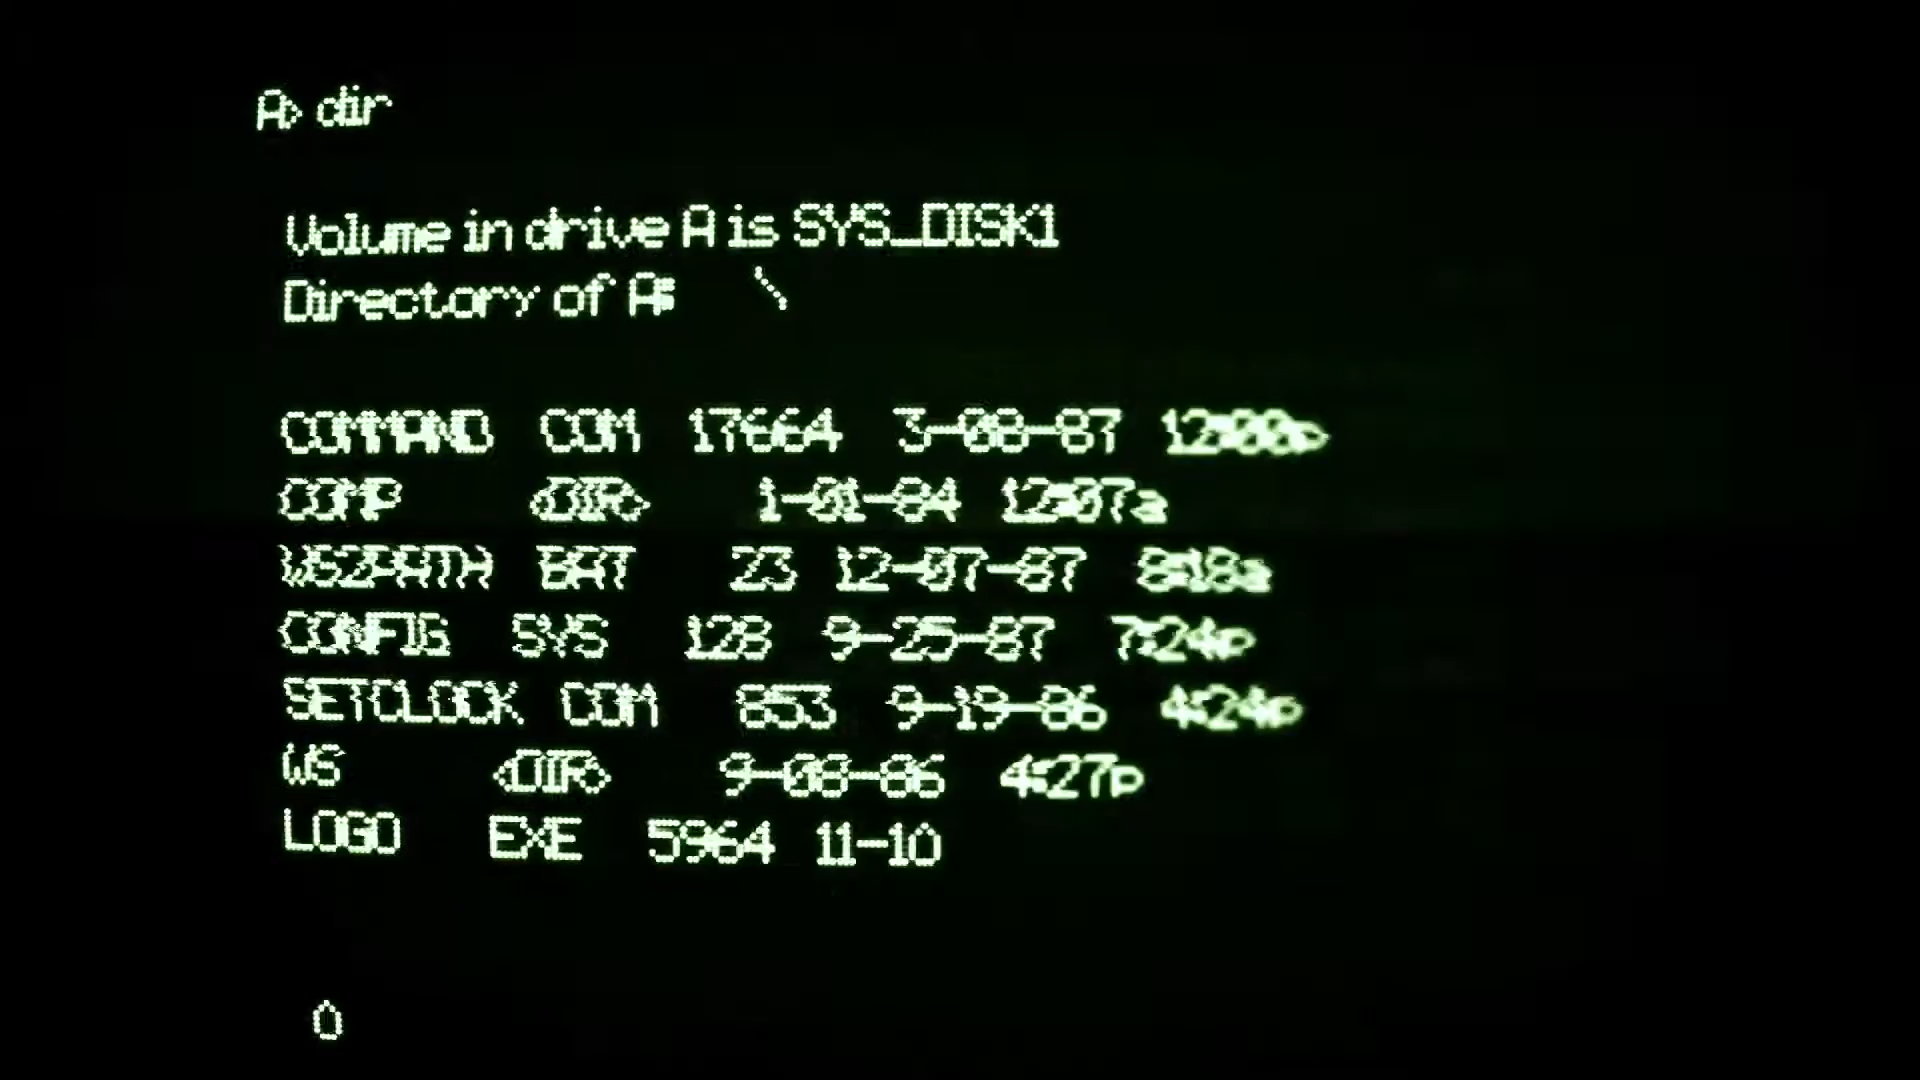 A> dir
Volume in drive A is SYS_DISK1
Directory of A: \
COMMAND COM 17664 3-08-87 12:00p
COMP <DIR> 1-01-84 12:07a
WS2PATH BAT 23 12-07-87 8:18a
CONFIG SYS 128 9-25-87 7:24p
SETCLOCK COM 853 9-19-86 4:24p
WS <DIR> 9-08-86 4:27p
LOGO EXE 5964 11-10